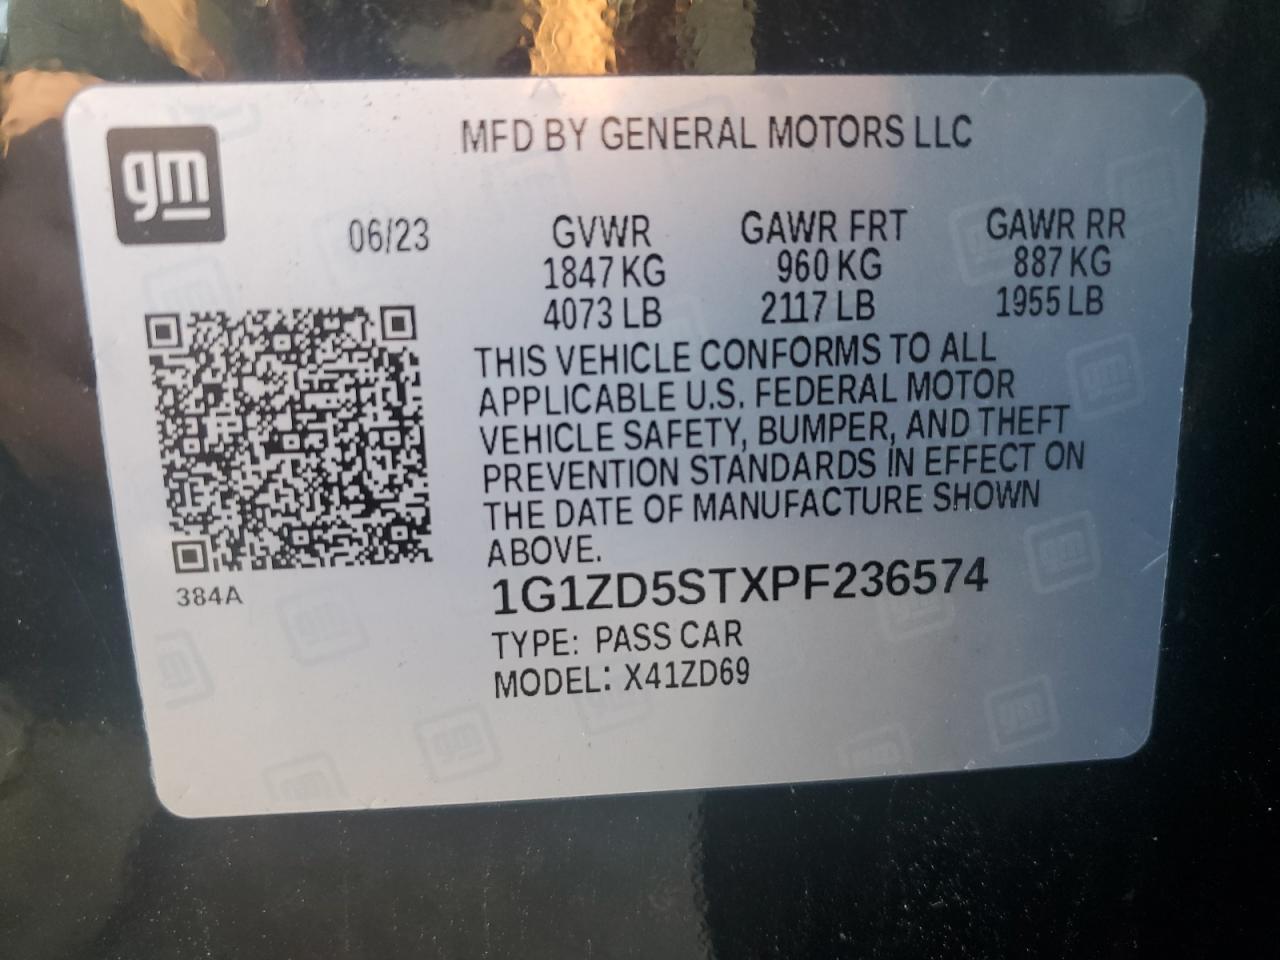 MFD BY GENERAL MOTORS LLC
gm
06/23 GVWR GAWR FRT GAWR RR
1847 KG 960 KG 887 KG
4073 LB 2117 LB 1955 LB
THIS VEHICLE CONFORMS TO ALL
APPLICABLE U.S. FEDERAL MOTOR
VEHICLE SAFETY, BUMPER, AND THEFT
PREVENTION STANDARDS IN EFFECT ON
THE DATE OF MANUFACTURE SHOWN
ABOVE.
384A
1G1ZD5STXPF236574
TYPE: PASS CAR
MODEL: X41ZD69